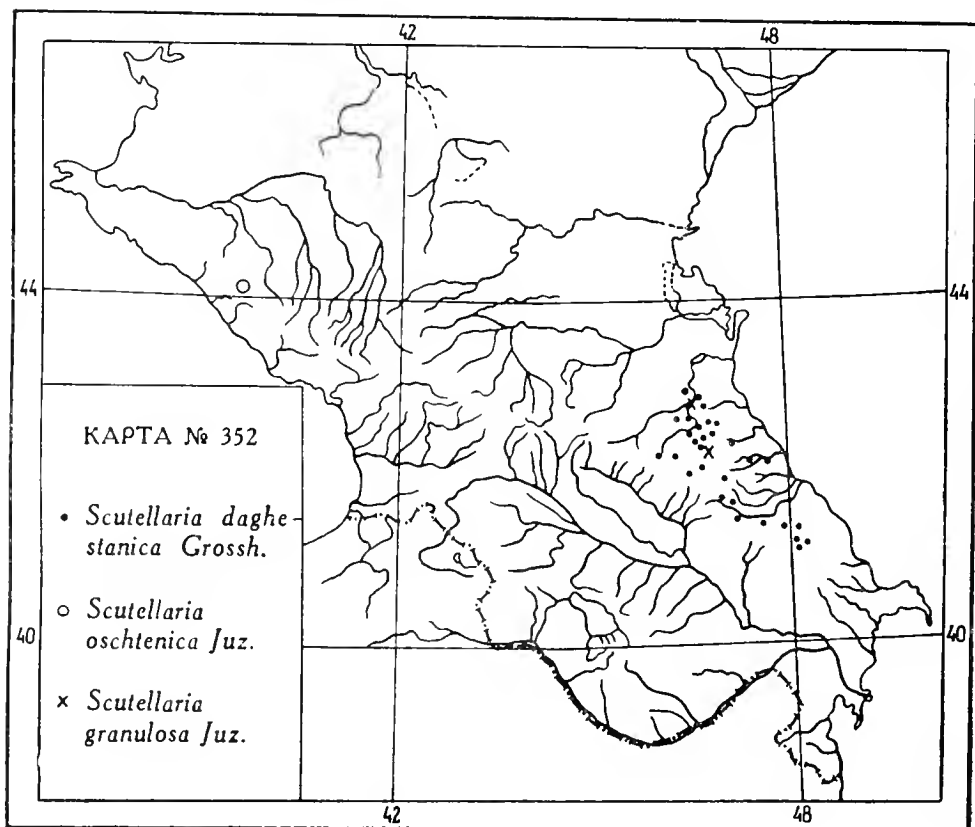 42 48
44 44
КАРТА № 352
• Scutellaria daghe-
stanica Grossh.
○ Scutellaria
oschtenica Juz.
× Scutellaria
granulosa Juz.
40 40
42 48